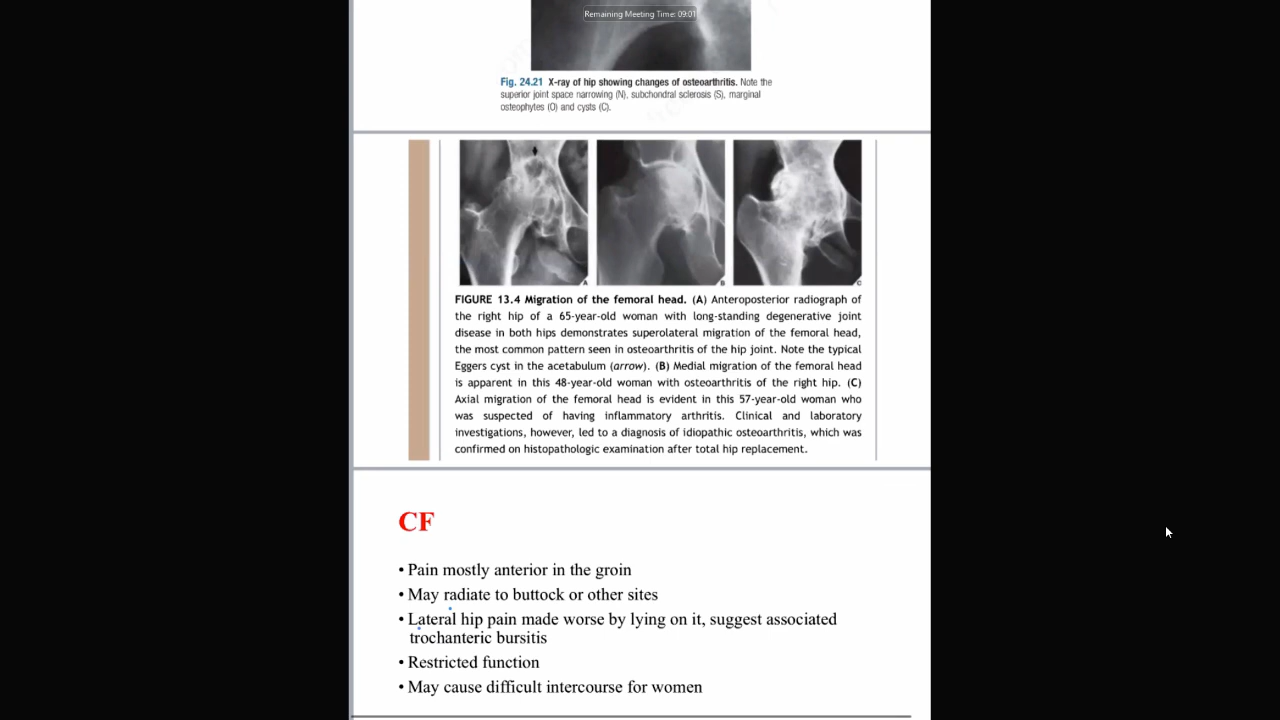 Remaining Meeting Time: 09:01
Fig. 24.21 X-ray of hip showing changes of osteoarthritis. Note the
superior joint space narrowing (N), subchondral sclerosis (S), marginal
osteophytes (O) and cysts (C).
A
B
C
FIGURE 13.4 Migration of the femoral head. (A) Anteroposterior radiograph of
the right hip of a 65-year-old woman with long-standing degenerative joint
disease in both hips demonstrates superolateral migration of the femoral head,
the most common pattern seen in osteoarthritis of the hip joint. Note the typical
Eggers cyst in the acetabulum (arrow). (B) Medial migration of the femoral head
is apparent in this 48-year-old woman with osteoarthritis of the right hip. (C)
Axial migration of the femoral head is evident in this 57-year-old woman who
was suspected of having inflammatory arthritis. Clinical and laboratory
investigations, however, led to a diagnosis of idiopathic osteoarthritis, which was
confirmed on histopathologic examination after total hip replacement.
CF
• Pain mostly anterior in the groin
• May radiate to buttock or other sites
• Lateral hip pain made worse by lying on it, suggest associated
trochanteric bursitis
• Restricted function
• May cause difficult intercourse for women